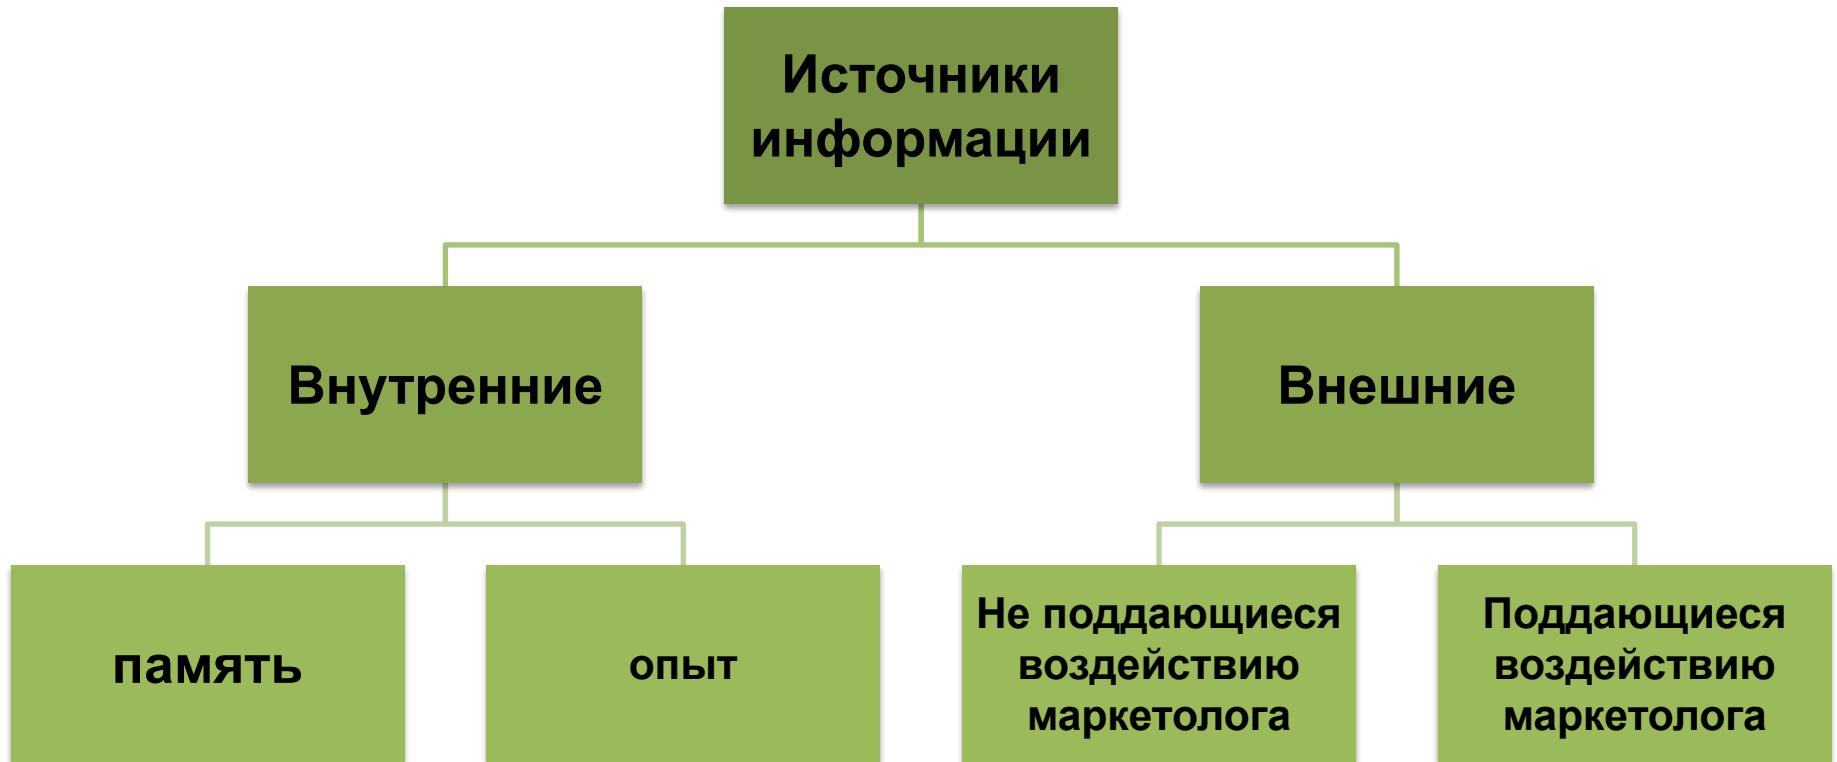 Источники
информации
Внутренние
Внешние
память
опыт
Не поддающиеся
воздействию
маркетолога
Поддающиеся
воздействию
маркетолога